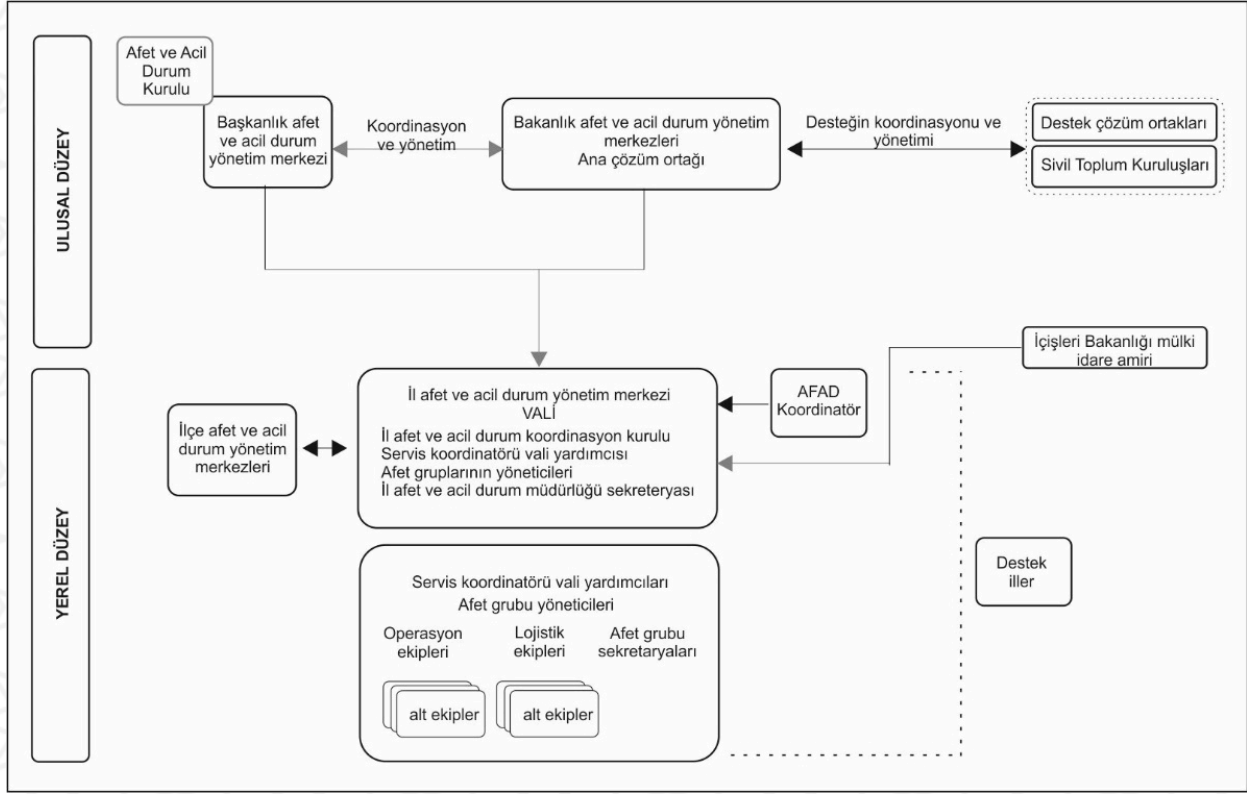 ULUSAL DÜZEY
Afet ve Acil
Durum
Kurulu
Başkanlık afet
ve acil durum
yönetim merkezi
Koordinasyon
ve yönetim
Bakanlık afet ve acil durum yönetim
merkezleri
Ana çözüm ortağı
Desteğin koordinasyonu ve
yönetimi
Destek çözüm ortakları
Sivil Toplum Kuruluşları
İçişleri Bakanlığı mülki
idare amiri
YEREL DÜZEY
İlçe afet ve acil
durum yönetim
merkezleri
İl afet ve acil durum yönetim merkezi
VALİ
İl afet ve acil durum koordinasyon kurulu
Servis koordinatörü vali yardımcısı
Afet gruplarının yöneticileri
İl afet ve acil durum müdürlüğü sekreteryası
AFAD
Koordinatör
Servis koordinatörü vali yardımcıları
Afet grubu yöneticileri
Operasyon
ekipleri
Lojistik
ekipleri
Afet grubu
sekretaryaları
alt ekipler
alt ekipler
Destek
iller